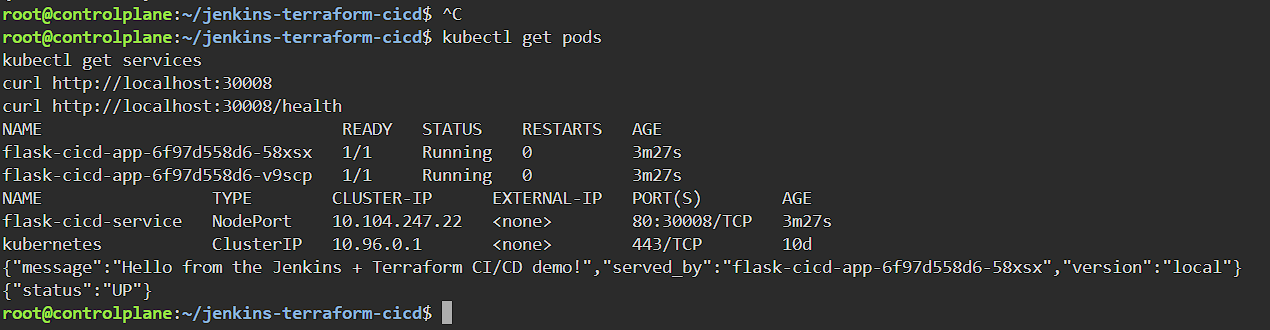 root@controlplane:~/jenkins-terraform-cicd$ ^C
root@controlplane:~/jenkins-terraform-cicd$ kubectl get pods
kubectl get services
curl http://localhost:30008
curl http://localhost:30008/health
NAME READY STATUS RESTARTS AGE
flask-cicd-app-6f97d558d6-58xsx 1/1 Running 0 3m27s
flask-cicd-app-6f97d558d6-v9scp 1/1 Running 0 3m27s
NAME TYPE CLUSTER-IP EXTERNAL-IP PORT(S) AGE
flask-cicd-service NodePort 10.104.247.22 <none> 80:30008/TCP 3m27s
kubernetes ClusterIP 10.96.0.1 <none> 443/TCP 10d
{"message":"Hello from the Jenkins + Terraform CI/CD demo!","served_by":"flask-cicd-app-6f97d558d6-58xsx","version":"local"}
{"status":"UP"}
root@controlplane:~/jenkins-terraform-cicd$